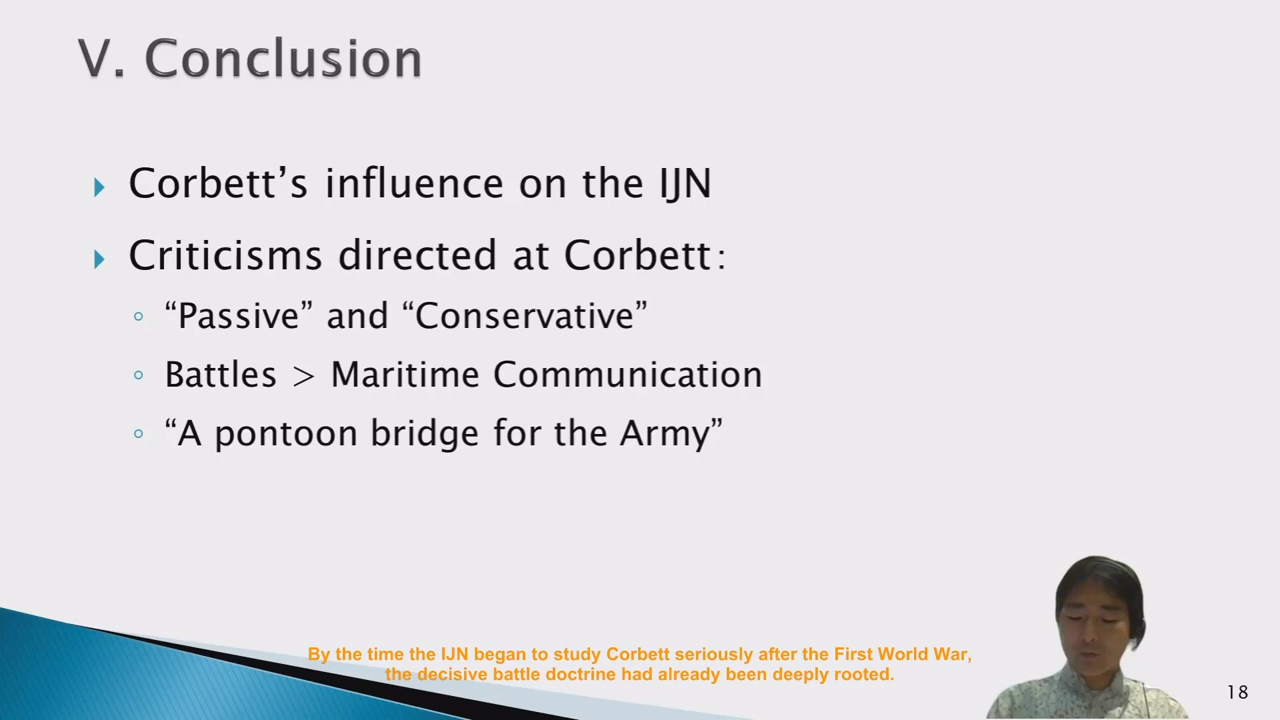 V. Conclusion
Corbett’s influence on the IJN
Criticisms directed at Corbett：
“Passive” and “Conservative”
Battles > Maritime Communication
“A pontoon bridge for the Army”
By the time the IJN began to study Corbett seriously after the First World War,
the decisive battle doctrine had already been deeply rooted.
18